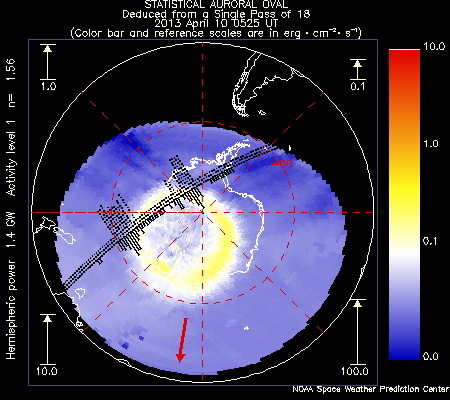 STATISTICAL AURORAL OVAL
Deduced from a Single Pass of 18
2013 April 10 0525 UT
(Color bar and reference scales are in erg·cm⁻²·s⁻¹)
1.0
0.1
10.0
100.0
Hemispheric power 1.4 GW Activity level 1 n= 1.56
10.0
1.0
0.1
0.0
NOAA Space Weather Prediction Center